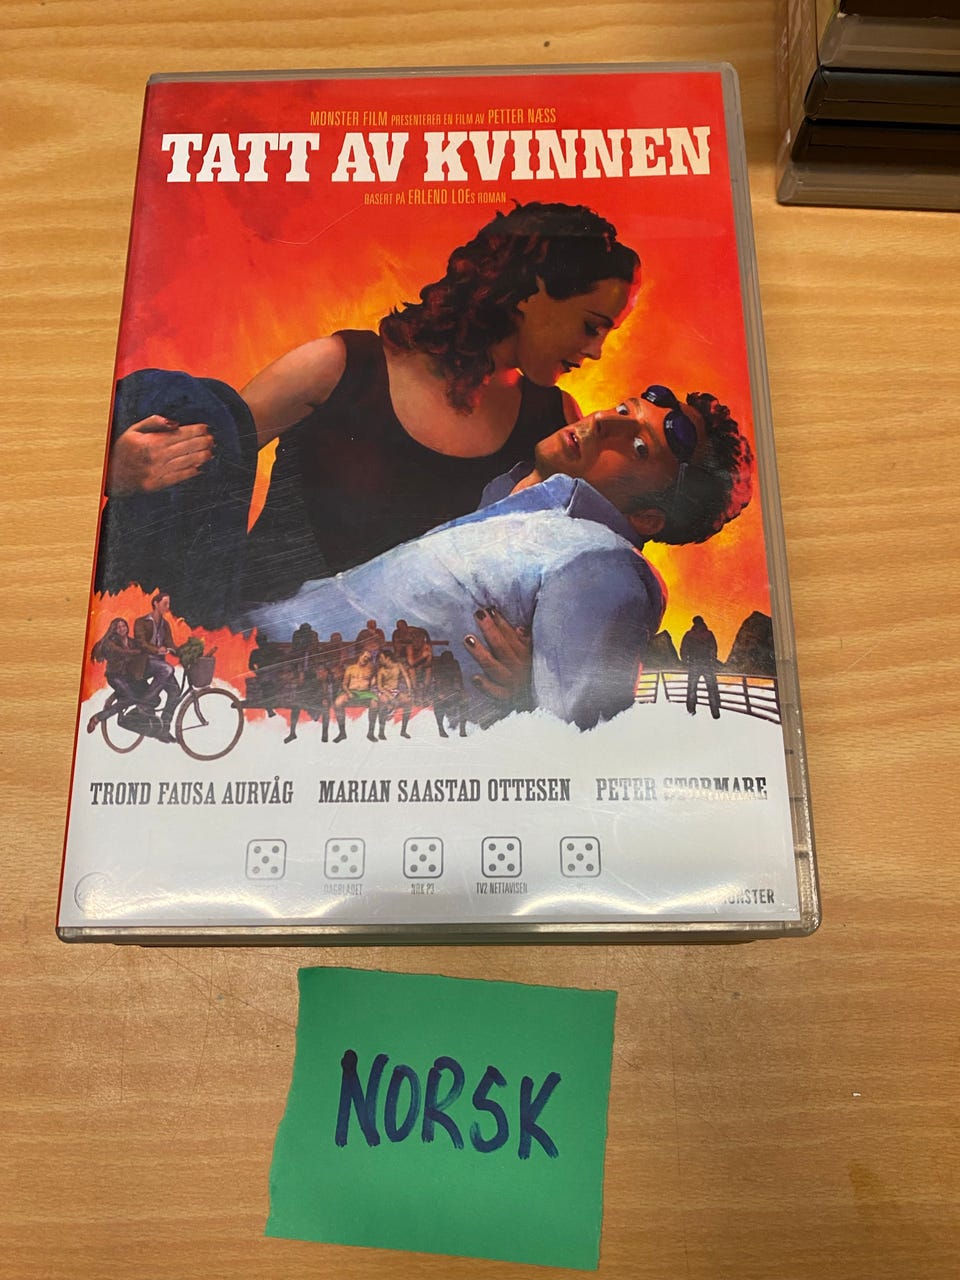 MONSTER FILM PRESENTERER EN FILM AV PETTER NÆSS
TATT AV KVINNEN
BASERT PÅ ERLEND LOEs ROMAN
TROND FAUSA AURVÅG MARIAN SAASTAD OTTESEN PETER STORMARE
DAGBLADET NRK P3 TV2 NETTAVISEN
MONSTER
NORSK